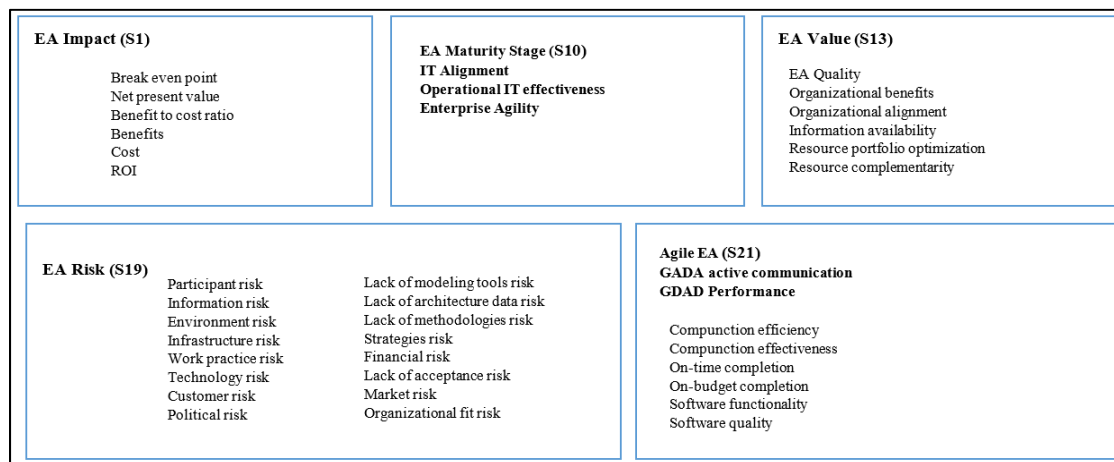 EA Impact (S1)
Break even point
Net present value
Benefit to cost ratio
Benefits
Cost
ROI
EA Maturity Stage (S10)
IT Alignment
Operational IT effectiveness
Enterprise Agility
EA Value (S13)
EA Quality
Organizational benefits
Organizational alignment
Information availability
Resource portfolio optimization
Resource complementarity
EA Risk (S19)
Participant risk
Information risk
Environment risk
Infrastructure risk
Work practice risk
Technology risk
Customer risk
Political risk
Lack of modeling tools risk
Lack of architecture data risk
Lack of methodologies risk
Strategies risk
Financial risk
Lack of acceptance risk
Market risk
Organizational fit risk
Agile EA (S21)
GADA active communication
GDAD Performance
Compunction efficiency
Compunction effectiveness
On-time completion
On-budget completion
Software functionality
Software quality